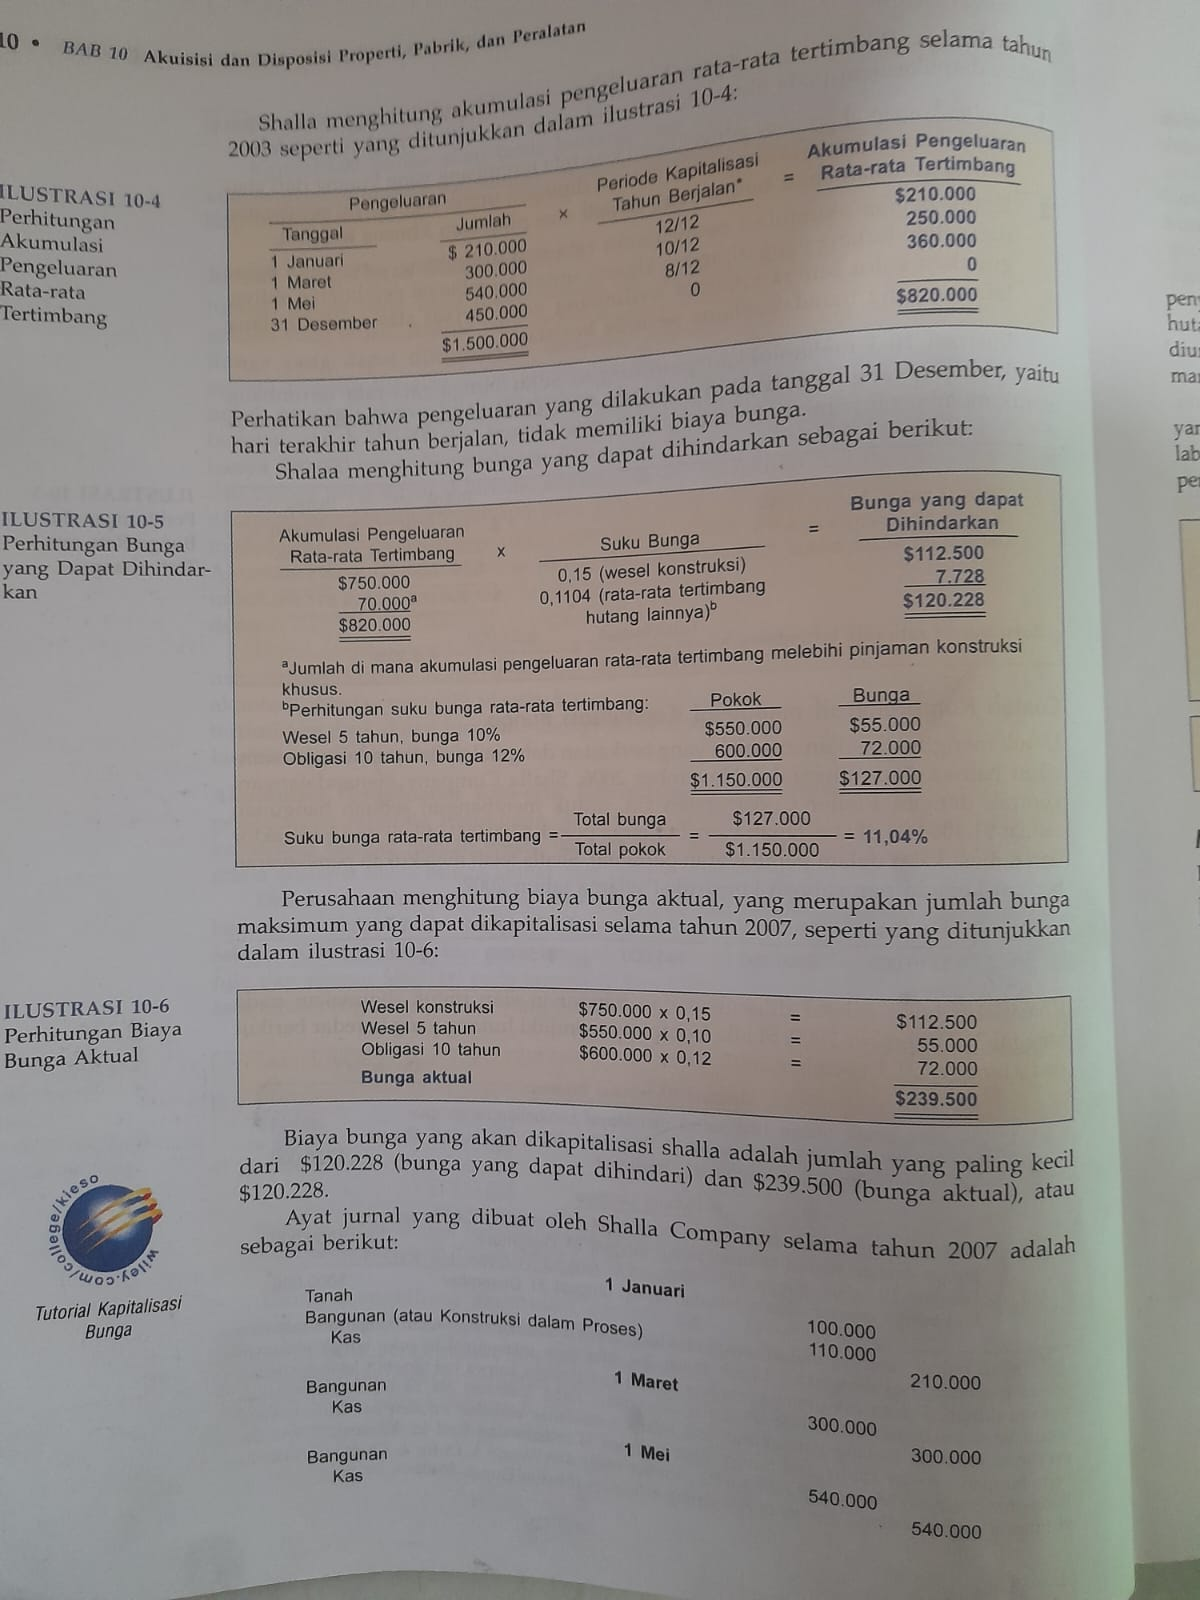 10 • BAB 10 Akuisisi dan Disposisi Properti, Pabrik, dan Peralatan
Shalla menghitung akumulasi pengeluaran rata-rata tertimbang selama tahun
2003 seperti yang ditunjukkan dalam ilustrasi 10-4:
ILUSTRASI 10-4
Perhitungan
Akumulasi
Pengeluaran
Rata-rata
Tertimbang
Pengeluaran × Periode Kapitalisasi Tahun Berjalan* = Akumulasi Pengeluaran Rata-rata Tertimbang
Tanggal Jumlah
1 Januari $ 210.000 12/12 $210.000
1 Maret 300.000 10/12 250.000
1 Mei 540.000 8/12 360.000
31 Desember 450.000 0 0
$1.500.000 $820.000
Perhatikan bahwa pengeluaran yang dilakukan pada tanggal 31 Desember, yaitu
hari terakhir tahun berjalan, tidak memiliki biaya bunga.
Shalaa menghitung bunga yang dapat dihindarkan sebagai berikut:
ILUSTRASI 10-5
Perhitungan Bunga
yang Dapat Dihindar-
kan
Akumulasi Pengeluaran Rata-rata Tertimbang x Suku Bunga = Bunga yang dapat Dihindarkan
$750.000 0,15 (wesel konstruksi) $112.500
70.000ᵃ 0,1104 (rata-rata tertimbang 7.728
$820.000 hutang lainnya)ᵇ $120.228
ᵃJumlah di mana akumulasi pengeluaran rata-rata tertimbang melebihi pinjaman konstruksi
khusus.
ᵇPerhitungan suku bunga rata-rata tertimbang: Pokok Bunga
Wesel 5 tahun, bunga 10% $550.000 $55.000
Obligasi 10 tahun, bunga 12% 600.000 72.000
$1.150.000 $127.000
Suku bunga rata-rata tertimbang = Total bunga / Total pokok = $127.000 / $1.150.000 = 11,04%
Perusahaan menghitung biaya bunga aktual, yang merupakan jumlah bunga
maksimum yang dapat dikapitalisasi selama tahun 2007, seperti yang ditunjukkan
dalam ilustrasi 10-6:
ILUSTRASI 10-6
Perhitungan Biaya
Bunga Aktual
Wesel konstruksi $750.000 x 0,15 = $112.500
Wesel 5 tahun $550.000 x 0,10 = 55.000
Obligasi 10 tahun $600.000 x 0,12 = 72.000
Bunga aktual $239.500
Biaya bunga yang akan dikapitalisasi shalla adalah jumlah yang paling kecil
dari $120.228 (bunga yang dapat dihindari) dan $239.500 (bunga aktual), atau
$120.228.
Ayat jurnal yang dibuat oleh Shalla Company selama tahun 2007 adalah
sebagai berikut:
wiley.com/college/kieso
Tutorial Kapitalisasi
Bunga
1 Januari
Tanah 100.000
Bangunan (atau Konstruksi dalam Proses) 110.000
Kas 210.000
1 Maret
Bangunan 300.000
Kas 300.000
1 Mei
Bangunan 540.000
Kas 540.000